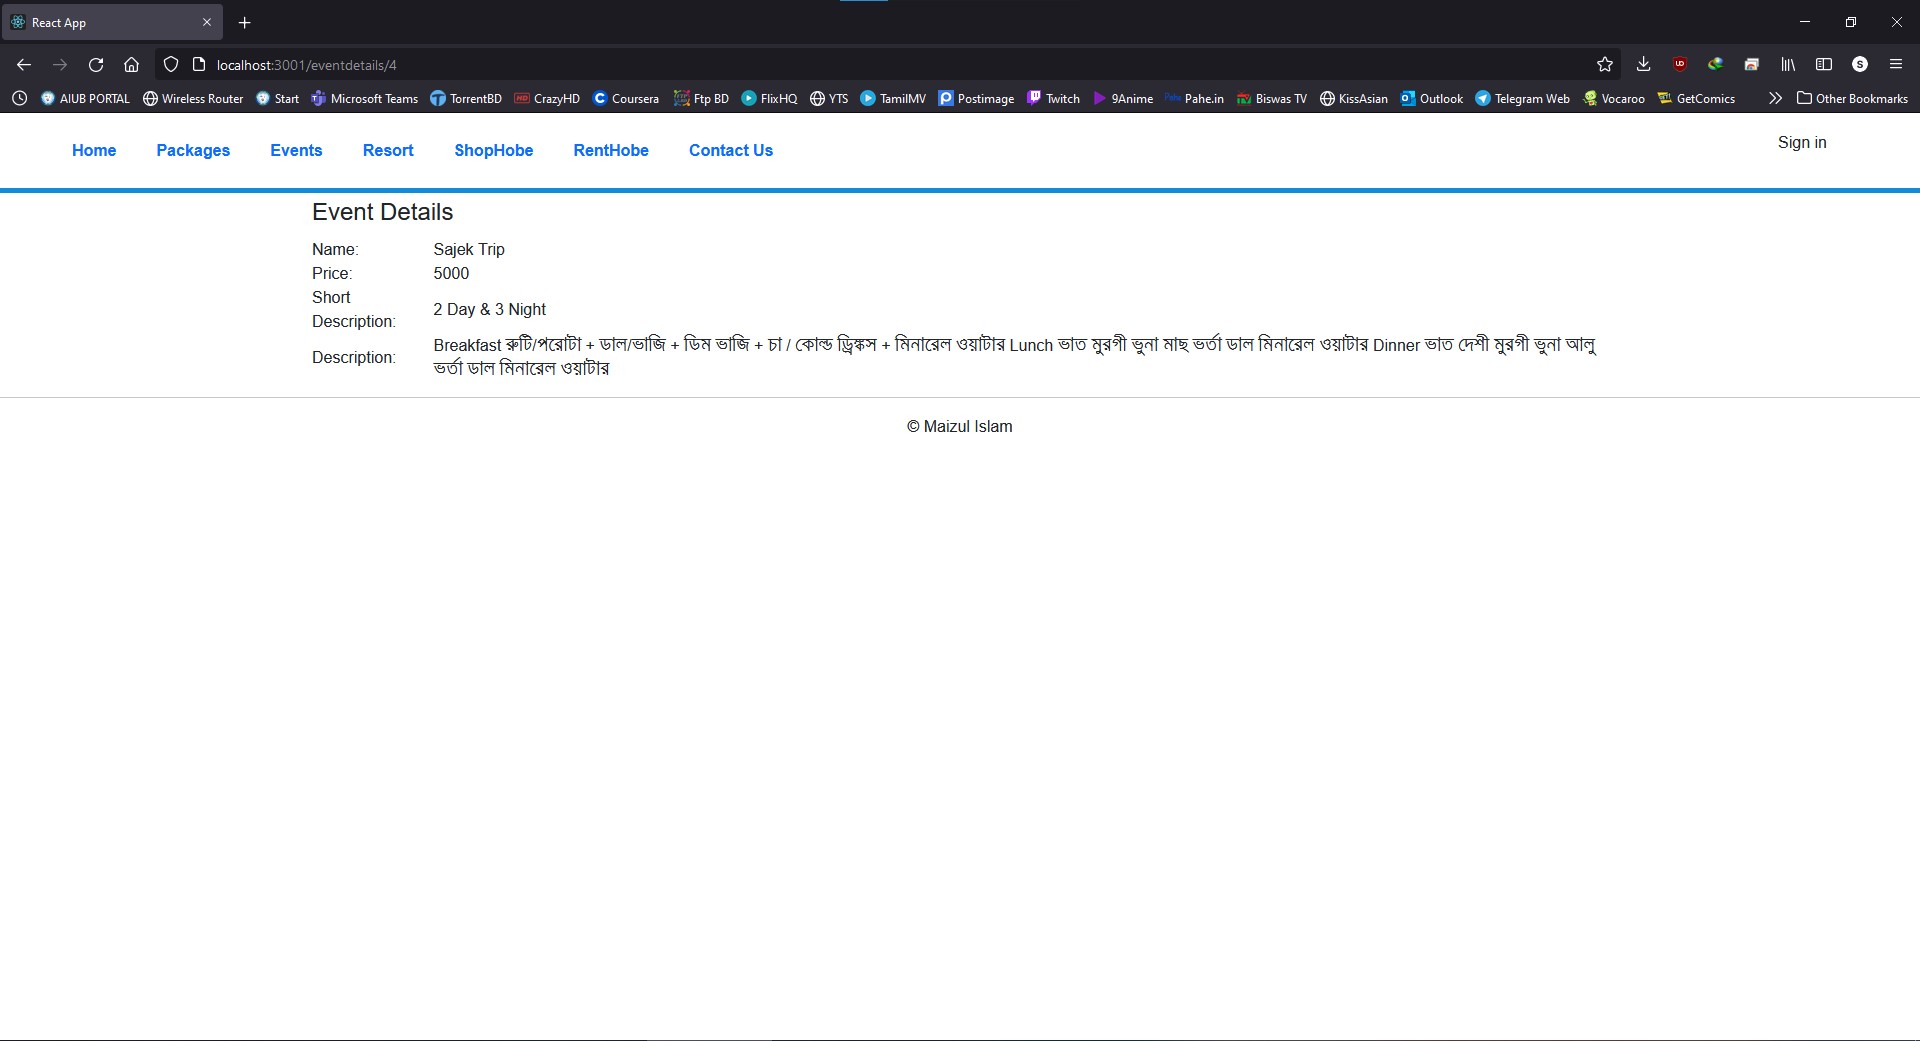 React App
localhost:3001/eventdetails/4
AIUB PORTAL Wireless Router Start Microsoft Teams TorrentBD CrazyHD Coursera Ftp BD FlixHQ YTS TamilMV Postimage Twitch 9Anime Pahe.in Biswas TV KissAsian Outlook Telegram Web Vocaroo GetComics Other Bookmarks
Home Packages Events Resort ShopHobe RentHobe Contact Us Sign in
Event Details
Name: Sajek Trip
Price: 5000
Short
Description: 2 Day & 3 Night
Description: Breakfast রুটি/পরোটা + ডাল/ভাজি + ডিম ভাজি + চা / কোল্ড ড্রিঙ্কস + মিনারেল ওয়াটার Lunch ভাত মুরগী ভুনা মাছ ভর্তা ডাল মিনারেল ওয়াটার Dinner ভাত দেশী মুরগী ভুনা আলু
ভর্তা ডাল মিনারেল ওয়াটার
© Maizul Islam